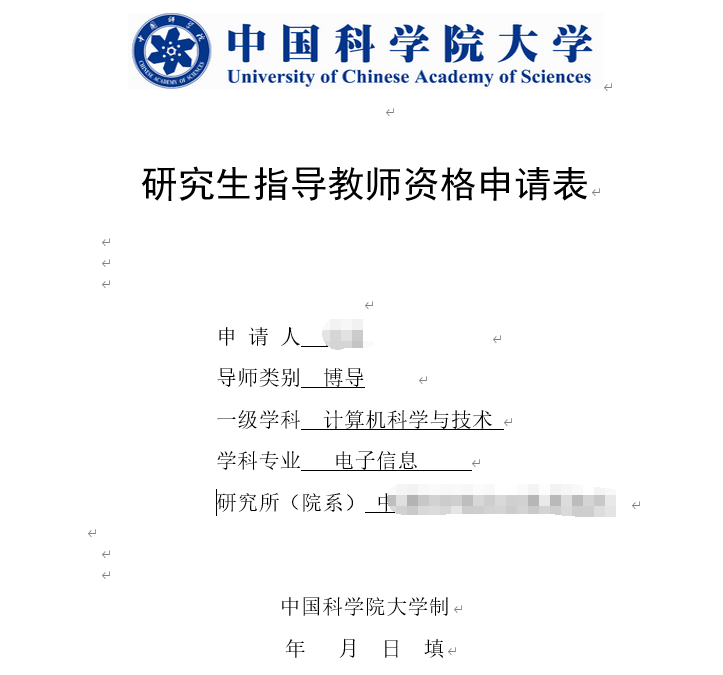 中国科学院大学
University of Chinese Academy of Sciences
研究生指导教师资格申请表
申 请 人
导师类别 博导
一级学科 计算机科学与技术
学科专业 电子信息
研究所（院系） 中
中国科学院大学制
年 月 日 填